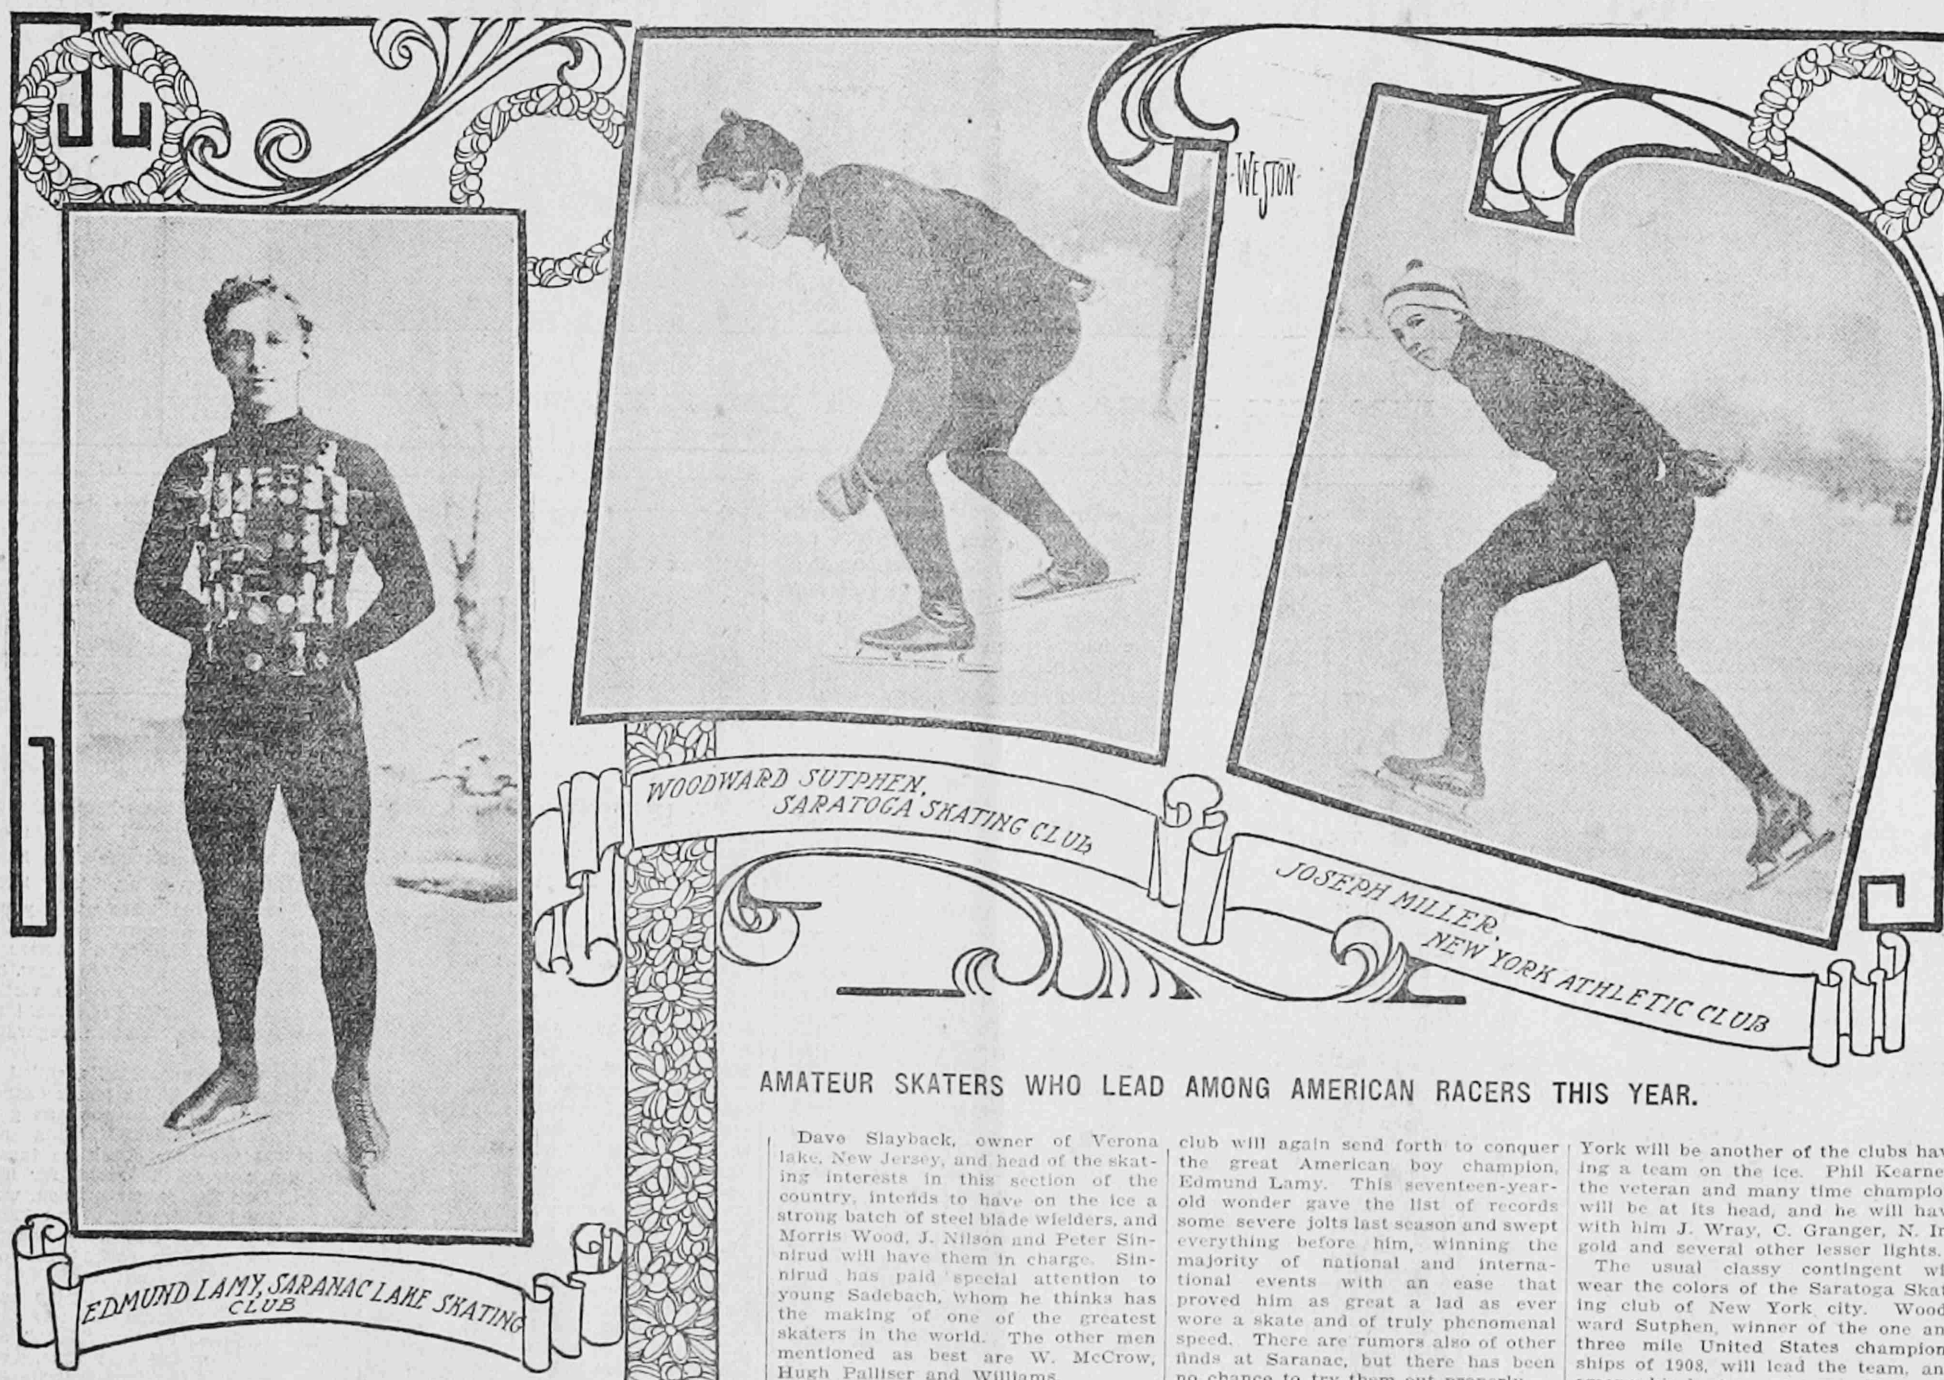 WESTON
WOODWARD SUTPHEN,
SARATOGA SKATING CLUB
JOSEPH MILLER,
NEW YORK ATHLETIC CLUB
EDMUND LAMY, SARANAC LAKE SKATING
CLUB
AMATEUR SKATERS WHO LEAD AMONG AMERICAN RACERS THIS YEAR.
Dave Slayback, owner of Verona
lake, New Jersey, and head of the skat-
ing interests in this section of the
country, intends to have on the ice a
strong batch of steel blade wielders, and
Morris Wood, J. Nilson and Peter Sin-
nirud will have them in charge. Sin-
nirud has paid special attention to
young Sadebach, whom he thinks has
the making of one of the greatest
skaters in the world. The other men
mentioned as best are W. McCrow,
Hugh Palliser and Williams.
club will again send forth to conquer
the great American boy champion,
Edmund Lamy. This seventeen-year-
old wonder gave the list of records
some severe jolts last season and swept
everything before him, winning the
majority of national and interna-
tional events with an ease that
proved him as great a lad as ever
wore a skate and of truly phenomenal
speed. There are rumors also of other
finds at Saranac, but there has been
no chance to try them out properly.
York will be another of the clubs hav
ing a team on the ice. Phil Kearne
the veteran and many time champio
will be at its head, and he will hav
with him J. Wray, C. Granger, N. In
gold and several other lesser lights.
The usual classy contingent wi
wear the colors of the Saratoga Skat
ing club of New York city. Wood
ward Sutphen, winner of the one an
three mile United States champion
ships of 1908, will lead the team, an